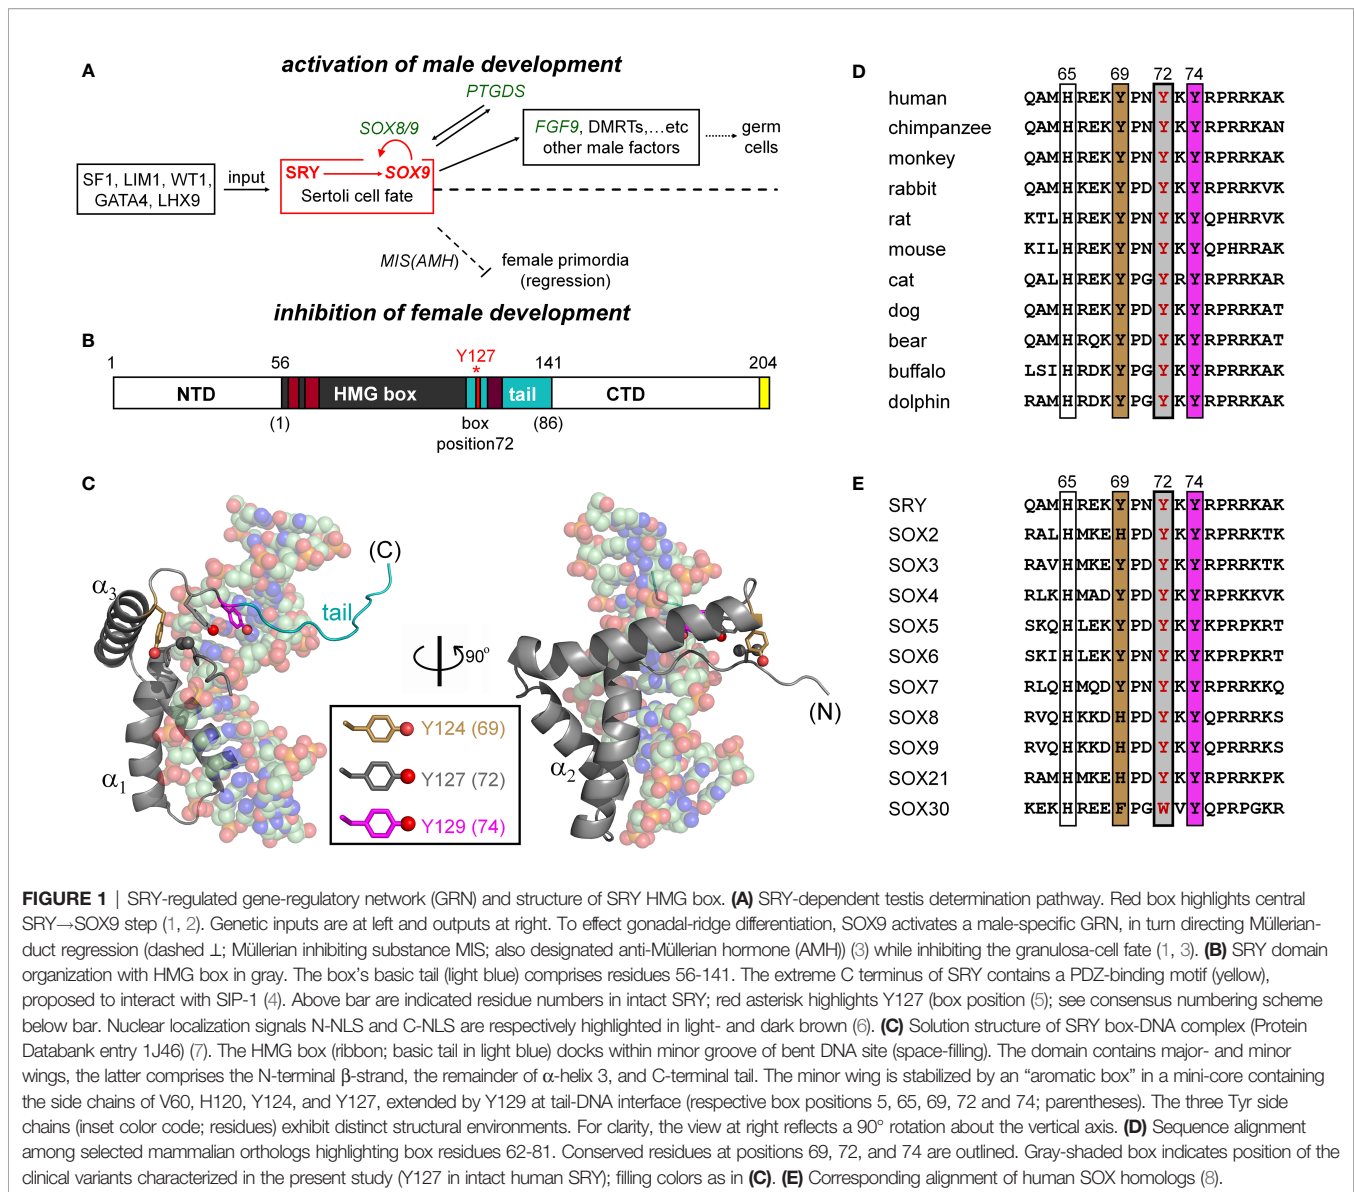 A
activation of male development
PTGDS
SOX8/9
FGF9, DMRTs,...etc
other male factors
germ
cells
SF1, LIM1, WT1,
GATA4, LHX9
input
SRY SOX9
Sertoli cell fate
MIS(AMH)
female primordia
(regression)
inhibition of female development
B
1 56 Y127 141 204
*
NTD HMG box tail CTD
(1) box (86)
position72
C
(C)
α3
tail
α1
90°
Y124 (69)
Y127 (72)
Y129 (74)
(N)
α2
D
65 69 72 74
human QAMHREKYPNYKYRPRRKAK
chimpanzee QAMHREKYPNYKYRPRRKAN
monkey QAMHREKYPNYKYRPRRKAK
rabbit QAMHKEKYPDYKYRPRRKVK
rat KTLHREKYPNYKYQPHRRVK
mouse KILHREKYPNYKYQPHRRAK
cat QALHREKYPGYRYRPRRKAR
dog QAMHREKYPDYKYRPRRKAT
bear QAMHRQKYPDYKYRPRRKAT
buffalo LSIHRDKYPGYKYRPRRKAK
dolphin RAMHRDKYPGYKYRPRRKAK
E
65 69 72 74
SRY QAMHREKYPNYKYRPRRKAK
SOX2 RALHMKEHPDYKYRPRRKTK
SOX3 RAVHMKEYPDYKYRPRRKTK
SOX4 RLKHMADYPDYKYRPRKKVK
SOX5 SKQHLEKYPDYKYKPRPKRT
SOX6 SKIHLEKYPNYKYKPRPKRT
SOX7 RLQHMQDYPNYKYRPRRKKQ
SOX8 RVQHKKDHPDYKYQPRRRKS
SOX9 RVQHKKDHPDYKYQPRRRKS
SOX21 RAMHMKEHPDYKYRPRRKPK
SOX30 KEKHREEFPGWVYQPRPGKR
FIGURE 1 | SRY-regulated gene-regulatory network (GRN) and structure of SRY HMG box. (A) SRY-dependent testis determination pathway. Red box highlights central
SRY→SOX9 step (1, 2). Genetic inputs are at left and outputs at right. To effect gonadal-ridge differentiation, SOX9 activates a male-specific GRN, in turn directing Müllerian-
duct regression (dashed ⊥; Müllerian inhibiting substance MIS; also designated anti-Müllerian hormone (AMH)) (3) while inhibiting the granulosa-cell fate (1, 3). (B) SRY domain
organization with HMG box in gray. The box's basic tail (light blue) comprises residues 56-141. The extreme C terminus of SRY contains a PDZ-binding motif (yellow),
proposed to interact with SIP-1 (4). Above bar are indicated residue numbers in intact SRY; red asterisk highlights Y127 (box position (5); see consensus numbering scheme
below bar. Nuclear localization signals N-NLS and C-NLS are respectively highlighted in light- and dark brown (6). (C) Solution structure of SRY box-DNA complex (Protein
Databank entry 1J46) (7). The HMG box (ribbon; basic tail in light blue) docks within minor groove of bent DNA site (space-filling). The domain contains major- and minor
wings, the latter comprises the N-terminal β-strand, the remainder of α-helix 3, and C-terminal tail. The minor wing is stabilized by an "aromatic box" in a mini-core containing
the side chains of V60, H120, Y124, and Y127, extended by Y129 at tail-DNA interface (respective box positions 5, 65, 69, 72 and 74; parentheses). The three Tyr side
chains (inset color code; residues) exhibit distinct structural environments. For clarity, the view at right reflects a 90° rotation about the vertical axis. (D) Sequence alignment
among selected mammalian orthologs highlighting box residues 62-81. Conserved residues at positions 69, 72, and 74 are outlined. Gray-shaded box indicates position of the
clinical variants characterized in the present study (Y127 in intact human SRY); filling colors as in (C). (E) Corresponding alignment of human SOX homologs (8).